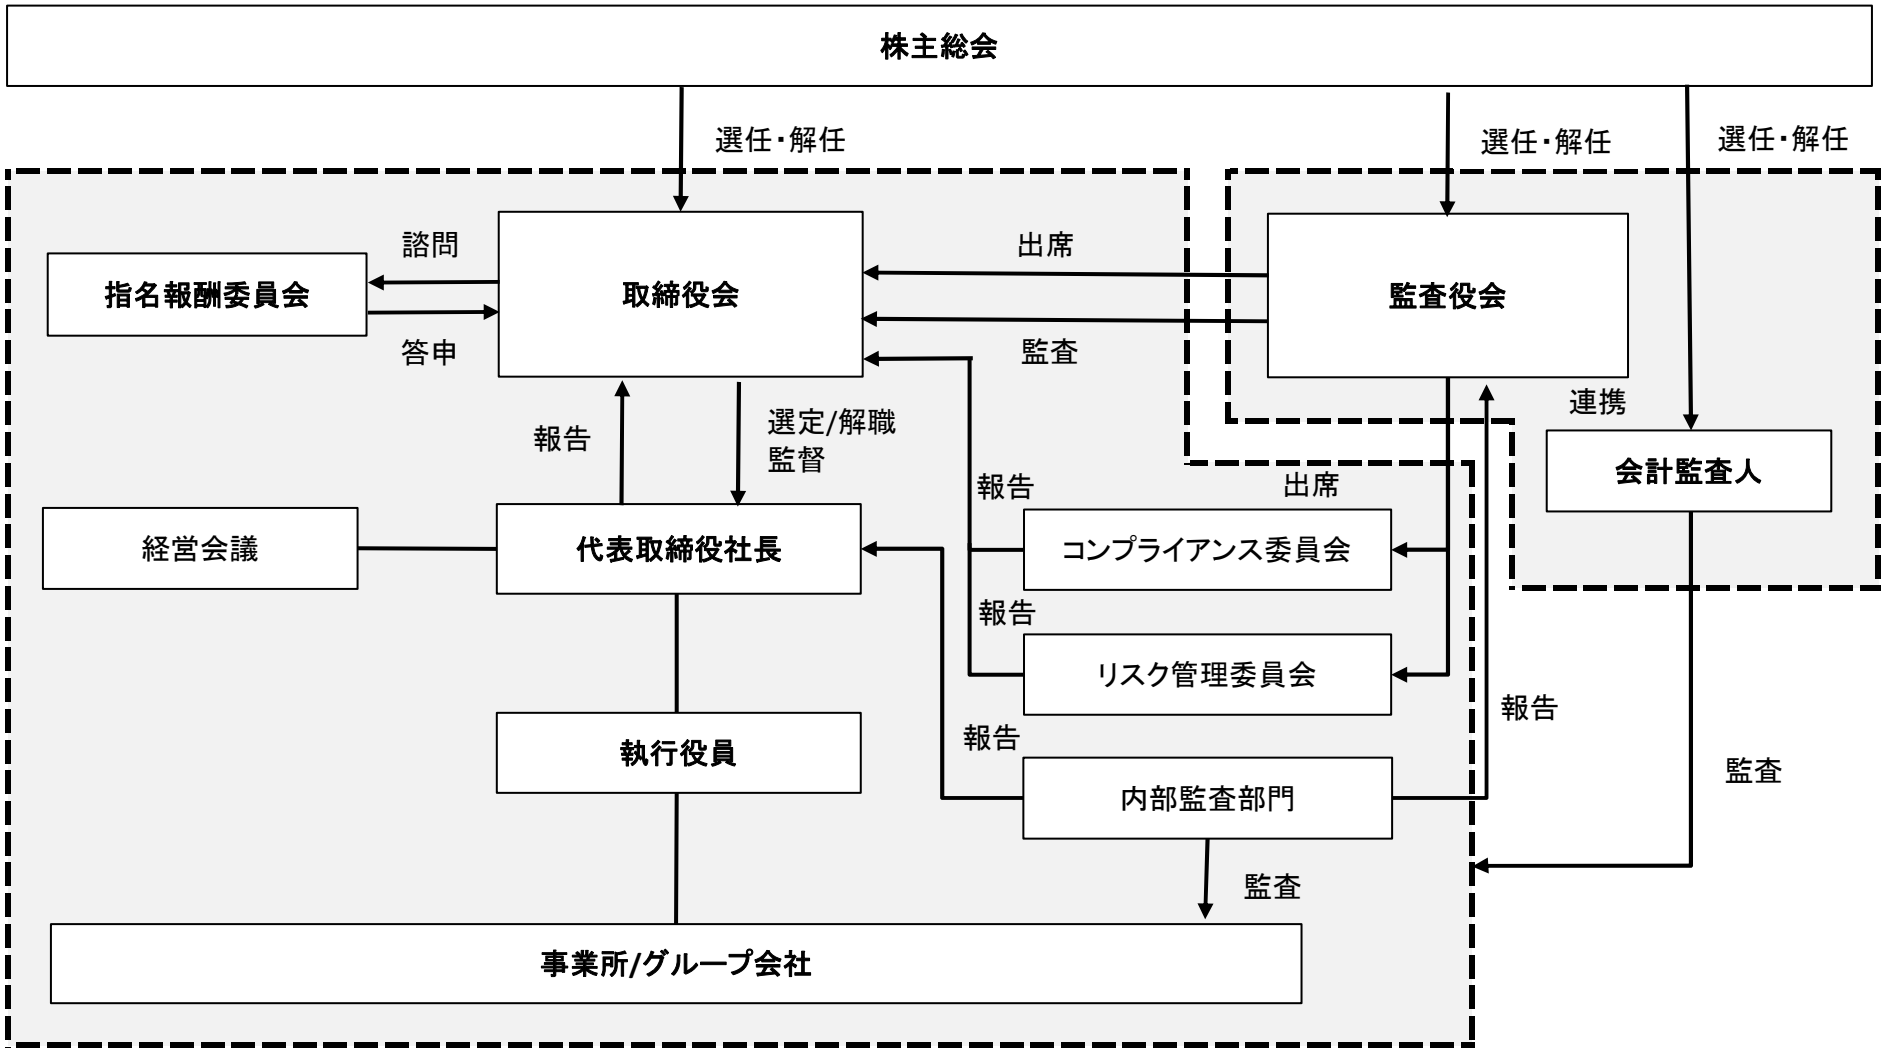 株主総会
選任・解任
選任・解任
選任・解任
諮問
出席
指名報酬委員会
取締役会
監査役会
答申
監査
連携
報告
選定/解職
監督
会計監査人
報告
出席
経営会議
代表取締役社長
コンプライアンス委員会
報告
リスク管理委員会
報告
執行役員
報告
内部監査部門
監査
監査
事業所/グループ会社